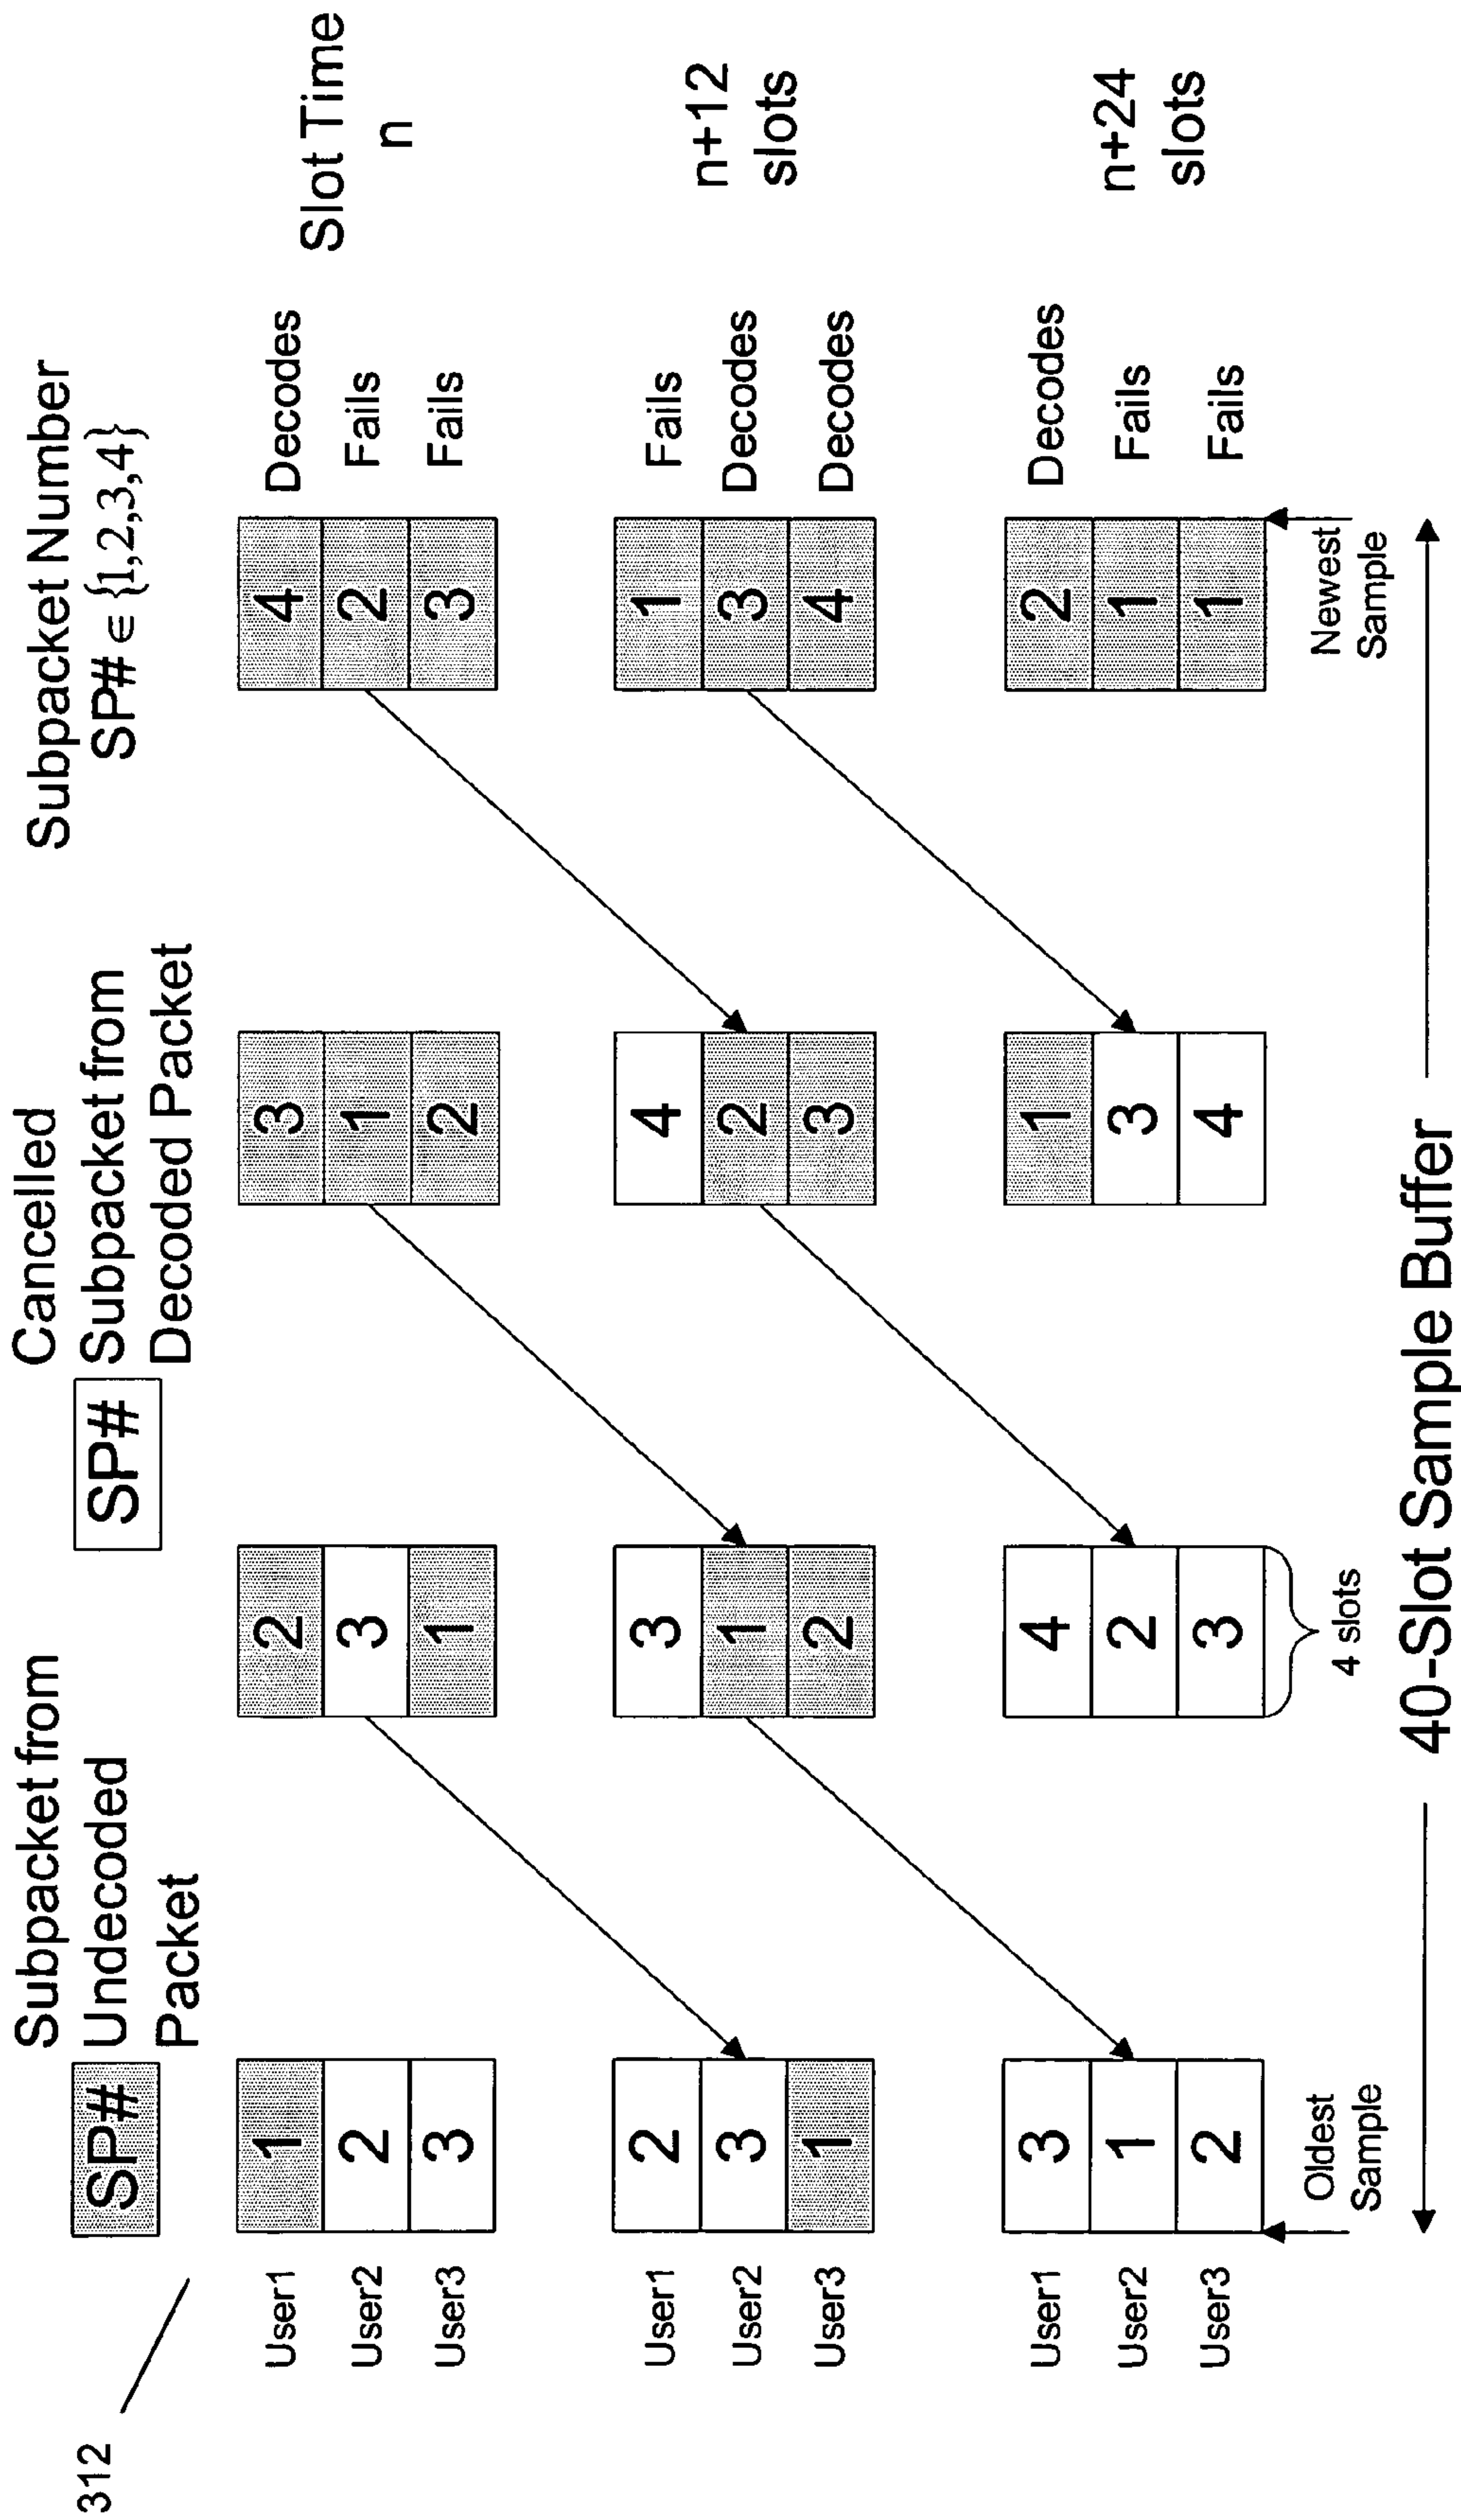 312
SP#
Subpacket from
Undecoded
Packet
SP#
Cancelled
Subpacket from
Decoded Packet
Subpacket Number
SP# ∈ {1,2,3,4}
Slot Time
n
User1 1 2 3 4 Decodes
User2 2 3 1 2 Fails
User3 3 1 2 3 Fails
n+12
slots
User1 2 3 4 1 Fails
User2 3 1 2 3 Decodes
User3 1 2 3 4 Decodes
n+24
slots
User1 3 4 1 2 Decodes
User2 1 2 3 1 Fails
User3 2 3 4 1 Fails
Oldest
Sample
4 slots
Newest
Sample
40-Slot Sample Buffer